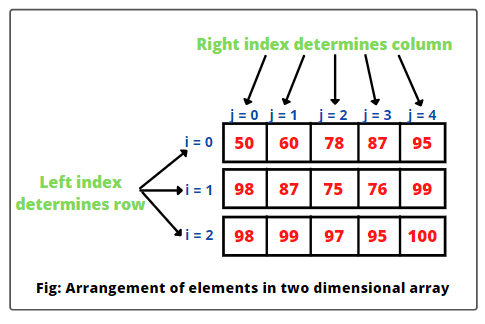 Right index determines column
j = 0 j = 1 j = 2 j = 3 j = 4
i = 0 50 60 78 87 95
Left index
determines row
i = 1 98 87 75 76 99
i = 2 98 99 97 95 100
Fig: Arrangement of elements in two dimensional array